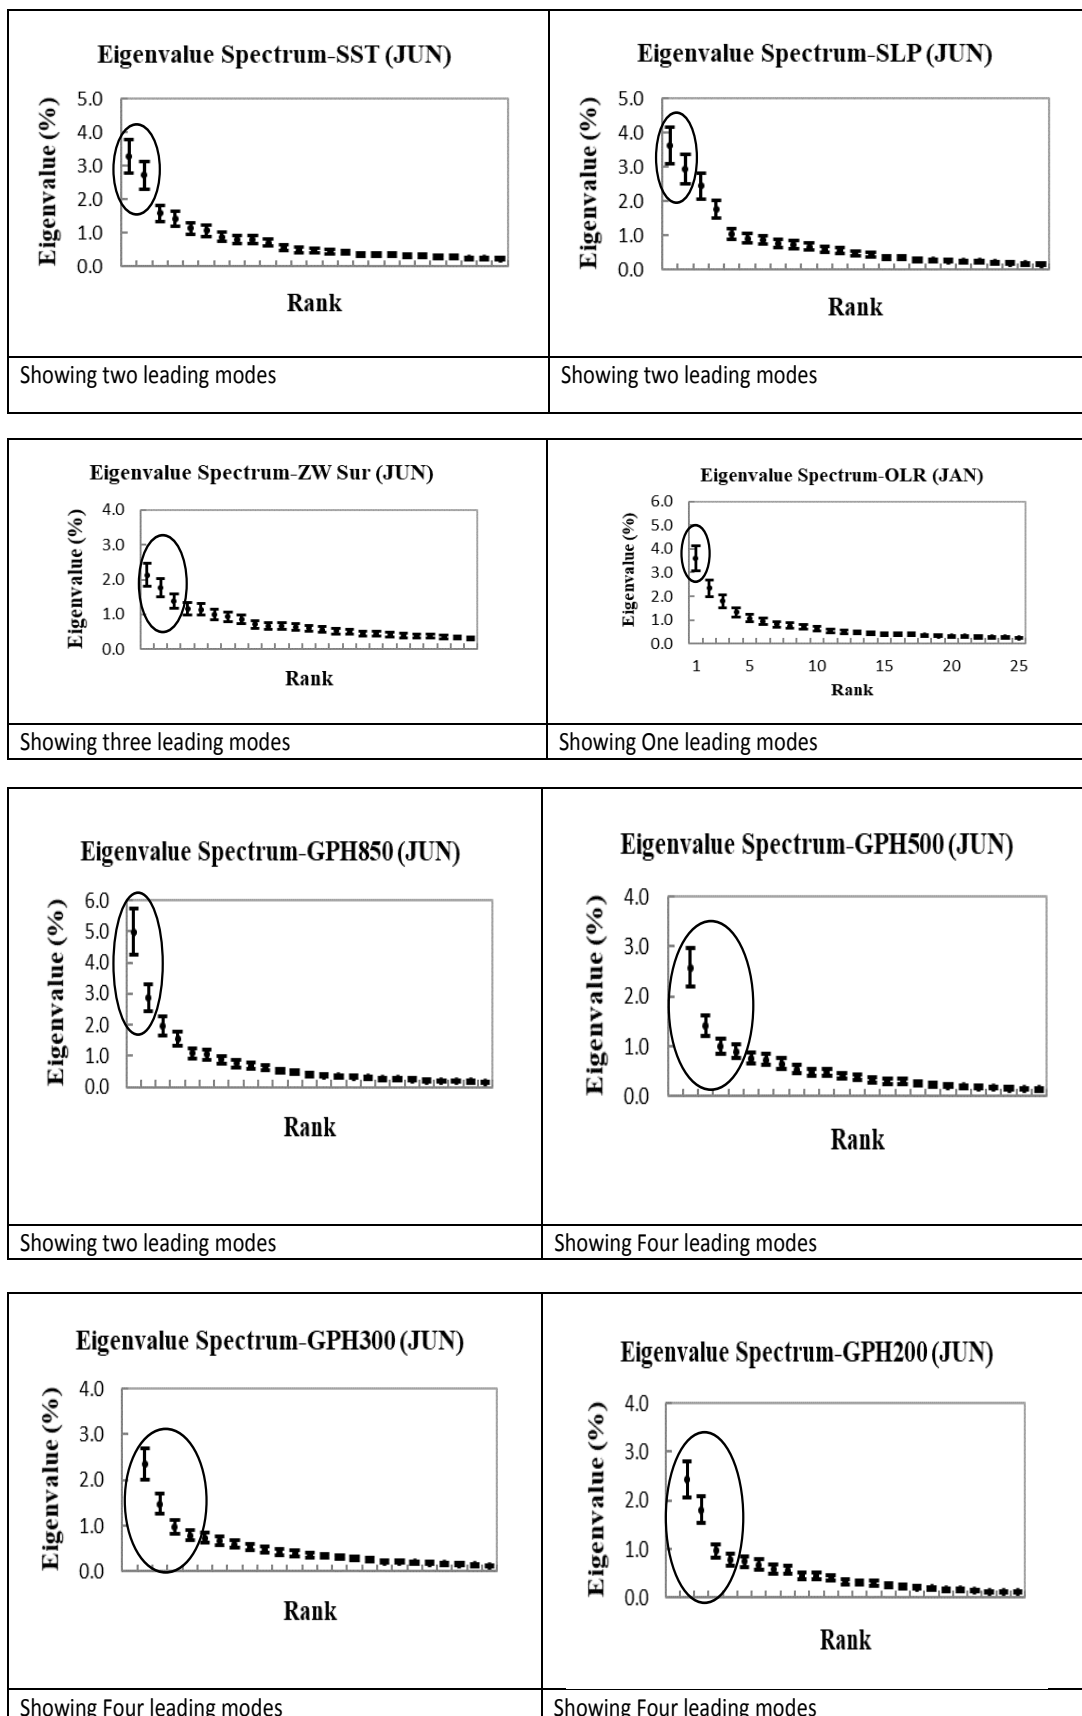 Eigenvalue Spectrum-SST (JUN)
Eigenvalue (%)
5.0
4.0
3.0
2.0
1.0
0.0
Rank
Showing two leading modes
Eigenvalue Spectrum-SLP (JUN)
Eigenvalue (%)
5.0
4.0
3.0
2.0
1.0
0.0
Rank
Showing two leading modes
Eigenvalue Spectrum-ZW Sur (JUN)
Eigenvalue (%)
4.0
3.0
2.0
1.0
0.0
Rank
Showing three leading modes
Eigenvalue Spectrum-OLR (JAN)
Eigenvalue (%)
6.0
5.0
4.0
3.0
2.0
1.0
0.0
1 5 10 15 20 25
Rank
Showing One leading modes
Eigenvalue Spectrum-GPH850 (JUN)
Eigenvalue (%)
6.0
5.0
4.0
3.0
2.0
1.0
0.0
Rank
Showing two leading modes
Eigenvalue Spectrum-GPH500 (JUN)
Eigenvalue (%)
4.0
3.0
2.0
1.0
0.0
Rank
Showing Four leading modes
Eigenvalue Spectrum-GPH300 (JUN)
Eigenvalue (%)
4.0
3.0
2.0
1.0
0.0
Rank
Showing Four leading modes
Eigenvalue Spectrum-GPH200 (JUN)
Eigenvalue (%)
4.0
3.0
2.0
1.0
0.0
Rank
Showing Four leading modes